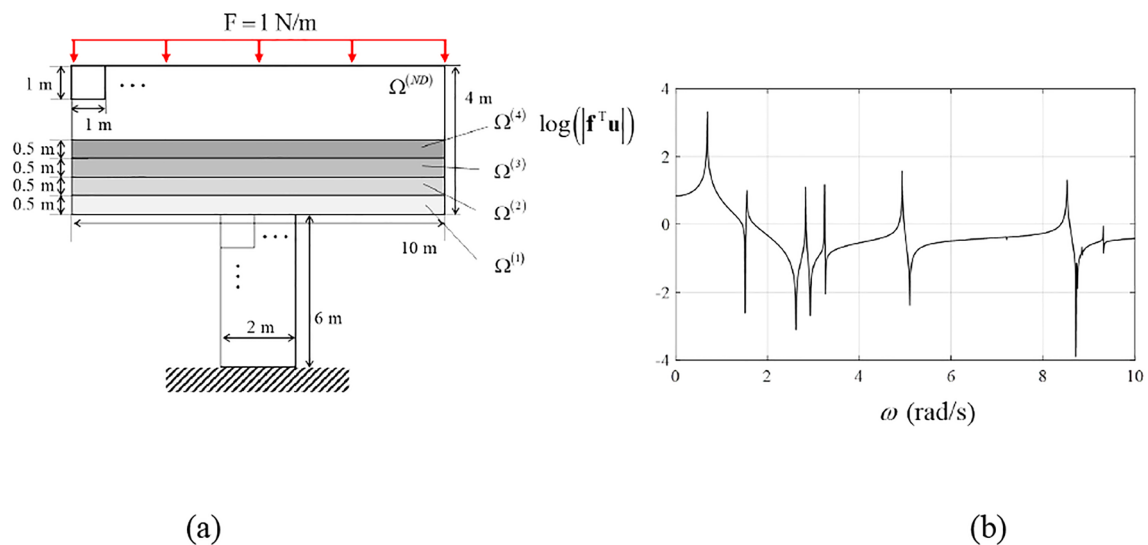 F = 1 N/m
1 m
...
Ω^(ND)
4 m
1 m
0.5 m
0.5 m
0.5 m
0.5 m
Ω^(4)
Ω^(3)
Ω^(2)
Ω^(1)
10 m
...
2 m
6 m
(a)
log(|f^T u|)
4
2
0
-2
-4
0 2 4 6 8 10
ω (rad/s)
(b)